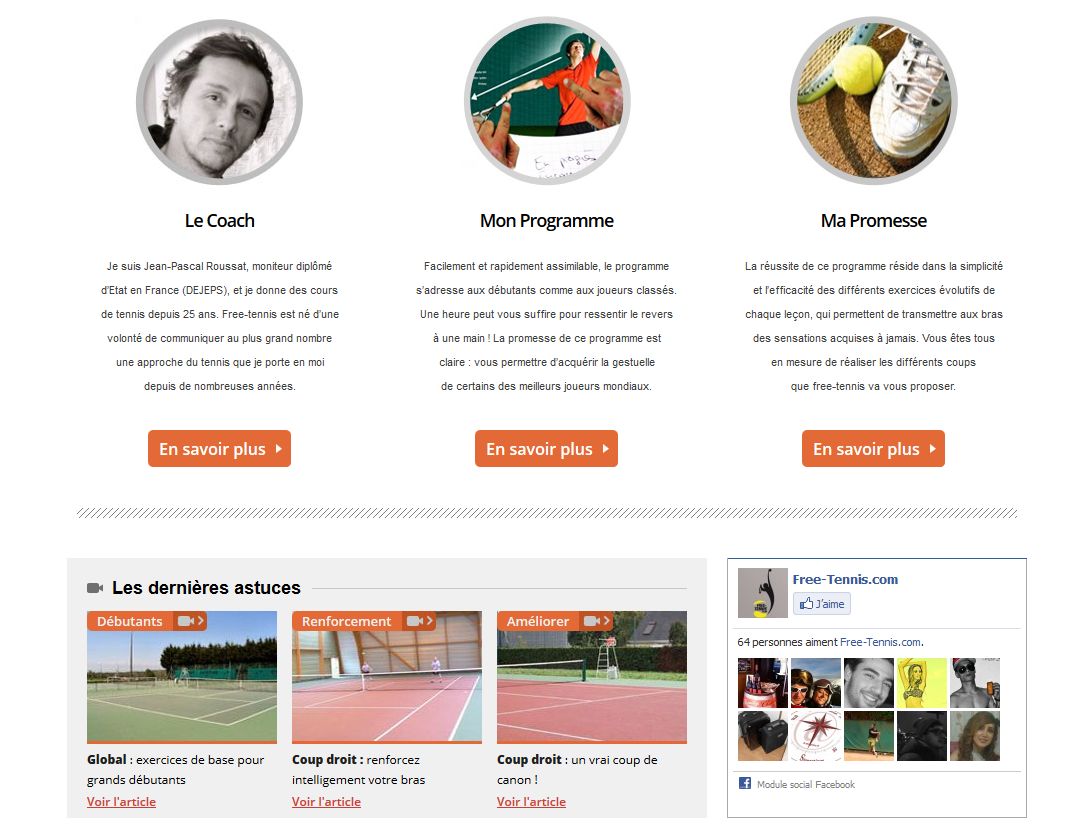 Le Coach
Je suis Jean-Pascal Roussat, moniteur diplômé
d'Etat en France (DEJEPS), et je donne des cours
de tennis depuis 25 ans. Free-tennis est né d'une
volonté de communiquer au plus grand nombre
une approche du tennis que je porte en moi
depuis de nombreuses années.
En savoir plus
Mon Programme
Facilement et rapidement assimilable, le programme
s'adresse aux débutants comme aux joueurs classés.
Une heure peut vous suffire pour ressentir le revers
à une main ! La promesse de ce programme est
claire : vous permettre d'acquérir la gestuelle
de certains des meilleurs joueurs mondiaux.
En savoir plus
Ma Promesse
La réussite de ce programme réside dans la simplicité
et l'efficacité des différents exercices évolutifs de
chaque leçon, qui permettent de transmettre aux bras
des sensations acquises à jamais. Vous êtes tous
en mesure de réaliser les différents coups
que free-tennis va vous proposer.
En savoir plus
Les dernières astuces
Débutants
Global : exercices de base pour
grands débutants
Voir l'article
Renforcement
Coup droit : renforcez
intelligement votre bras
Voir l'article
Améliorer
Coup droit : un vrai coup de
canon !
Voir l'article
FREE-
TENNIS
Free-Tennis.com
J'aime
64 personnes aiment Free-Tennis.com.
Module social Facebook